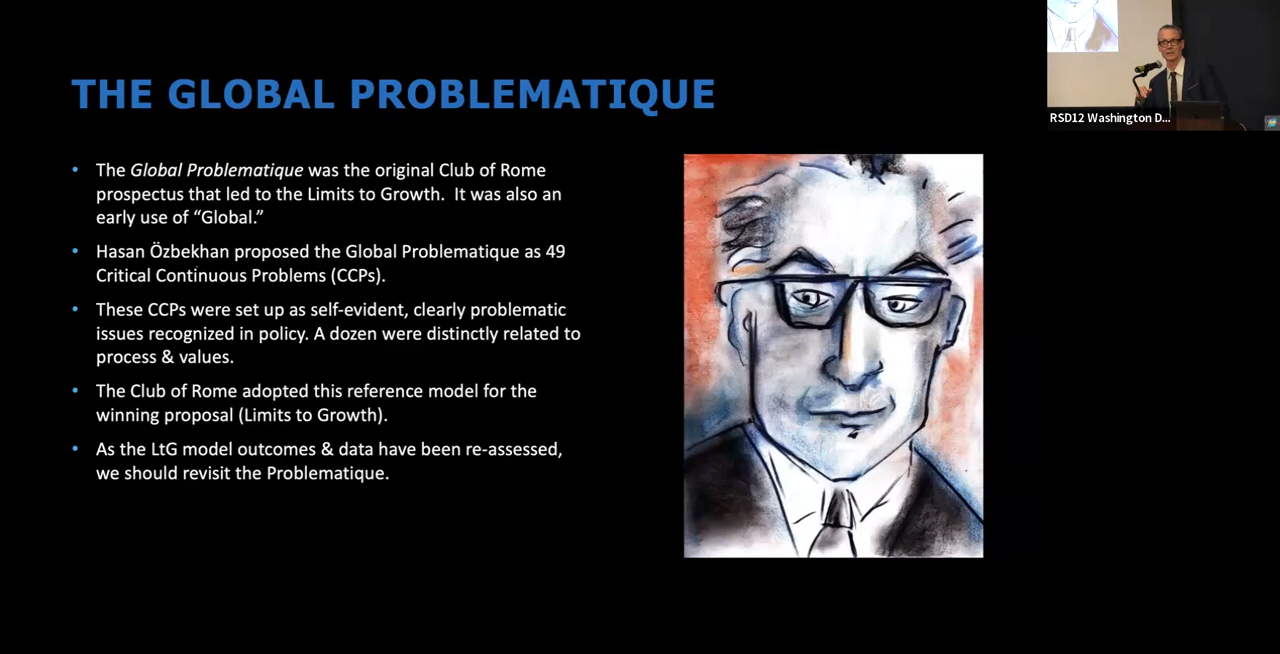 THE GLOBAL PROBLEMATIQUE
RSD12 Washington D...
• The Global Problematique was the original Club of Rome
prospectus that led to the Limits to Growth.  It was also an
early use of “Global.”
• Hasan Özbekhan proposed the Global Problematique as 49
Critical Continuous Problems (CCPs).
• These CCPs were set up as self-evident, clearly problematic
issues recognized in policy. A dozen were distinctly related to
process & values.
• The Club of Rome adopted this reference model for the
winning proposal (Limits to Growth).
• As the LtG model outcomes & data have been re-assessed,
we should revisit the Problematique.